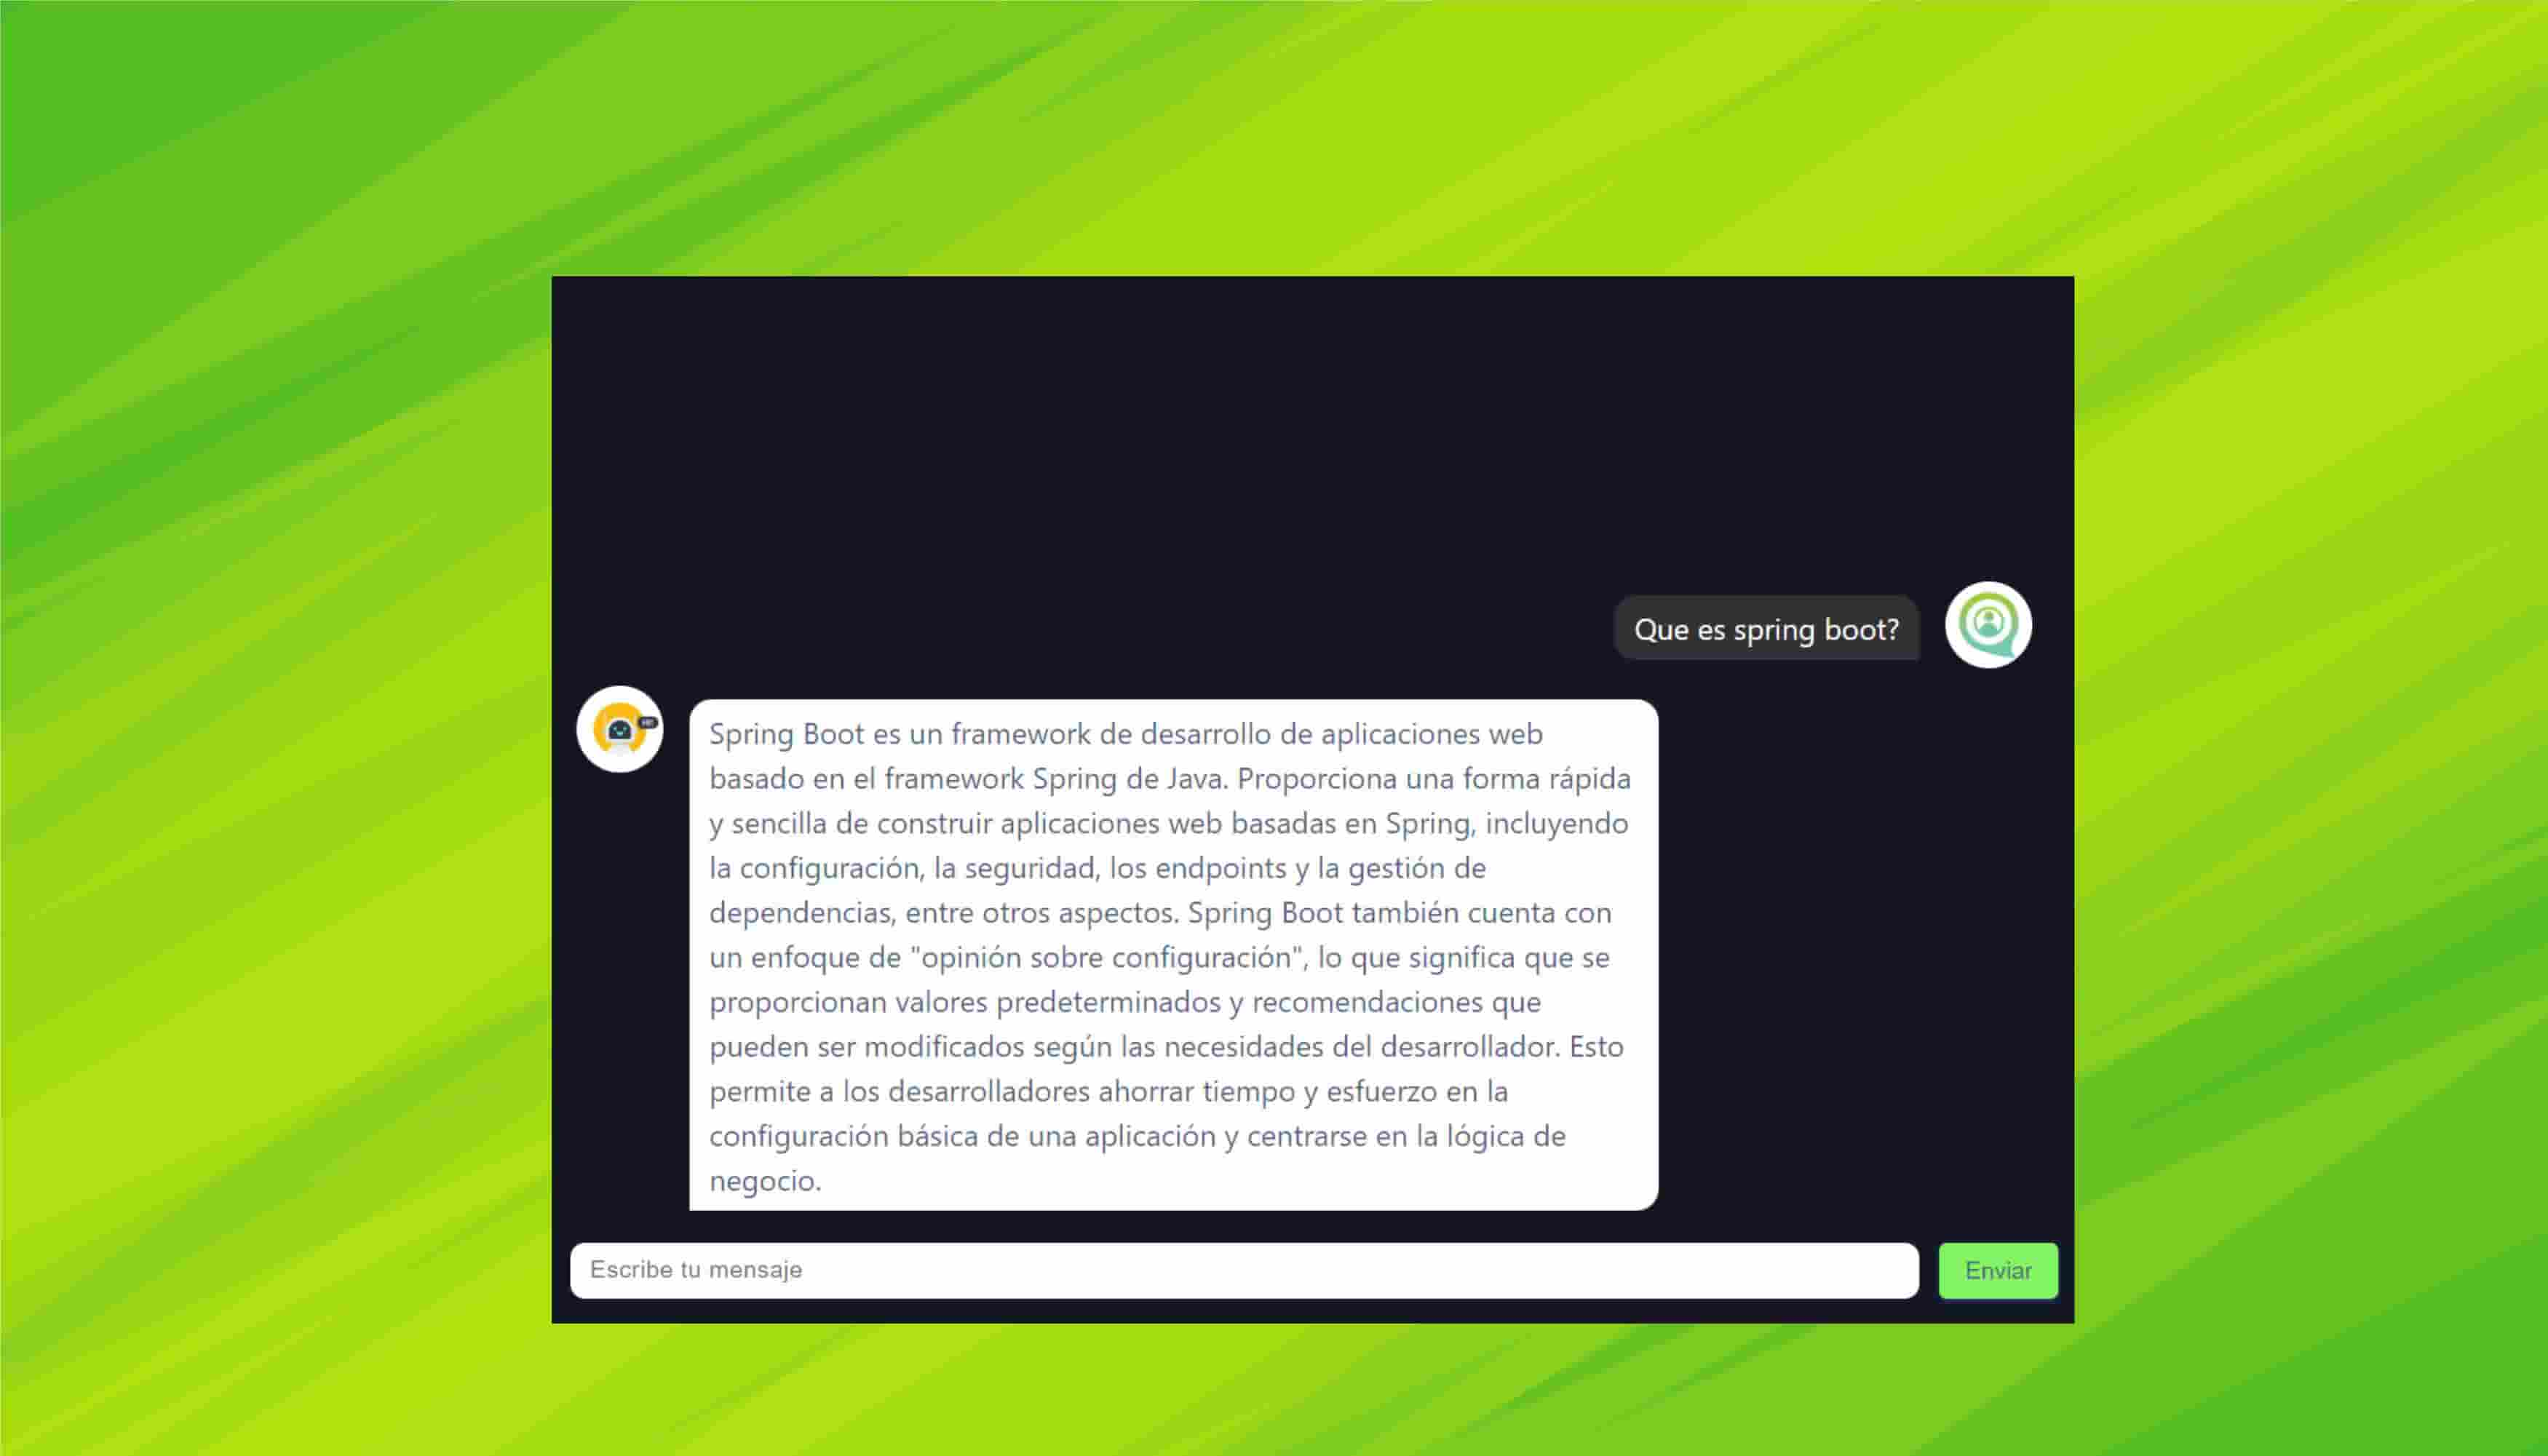 Que es spring boot?
Spring Boot es un framework de desarrollo de aplicaciones web
basado en el framework Spring de Java. Proporciona una forma rápida
y sencilla de construir aplicaciones web basadas en Spring, incluyendo
la configuración, la seguridad, los endpoints y la gestión de
dependencias, entre otros aspectos. Spring Boot también cuenta con
un enfoque de "opinión sobre configuración", lo que significa que se
proporcionan valores predeterminados y recomendaciones que
pueden ser modificados según las necesidades del desarrollador. Esto
permite a los desarrolladores ahorrar tiempo y esfuerzo en la
configuración básica de una aplicación y centrarse en la lógica de
negocio.
Escribe tu mensaje
Enviar